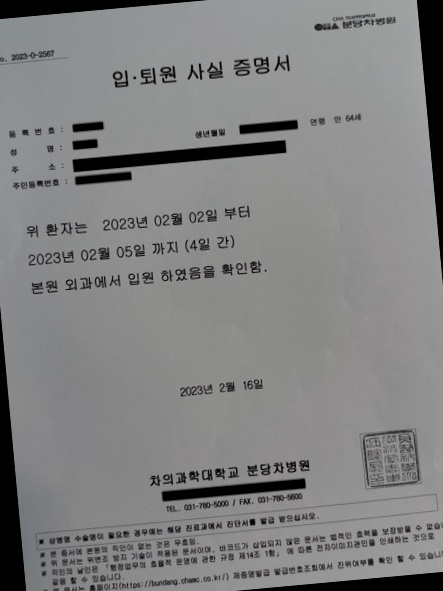 No. 2023-0-2567
CHA 의과학대학교
CHA 분당차병원
입·퇴원 사실 증명서
등 록 번 호 :
생년월일
연령 만 64세
성 명 :
주 소 :
주민등록번호 :
위 환자는 2023년 02월 02일 부터
2023년 02월 05일 까지 (4일 간)
본원 외과에서 입원 하였음을 확인함.
2023년 2월 16일
차의과학대학교 분당차병원
TEL. 031-780-5000 / FAX. 031-780-5600
※ 상병명 수술명이 필요한 경우에는 해당 진료과에서 진단서를 발급 받으십시오.
※ 본 증서에 본원의 직인이 없는 것은 무효임.
※ 위 문서는 위변조 방지 기술이 적용된 문서이며, 바코드가 삽입되지 않은 문서는 법적인 효력을 보장받을 수 없습
※ 직인의 날인은 「행정업무의 효율적 운영에 관한 규정 제14조 1항」 에 따른 전자이미지관인을 인쇄하는 것으로
갈음 할 수 있습니다.
※ 본 문서는 홈페이지(https://bundang.chamc.co.kr/) 제증명발급 발급번호조회에서 진위여부를 확인 할 수 있습니